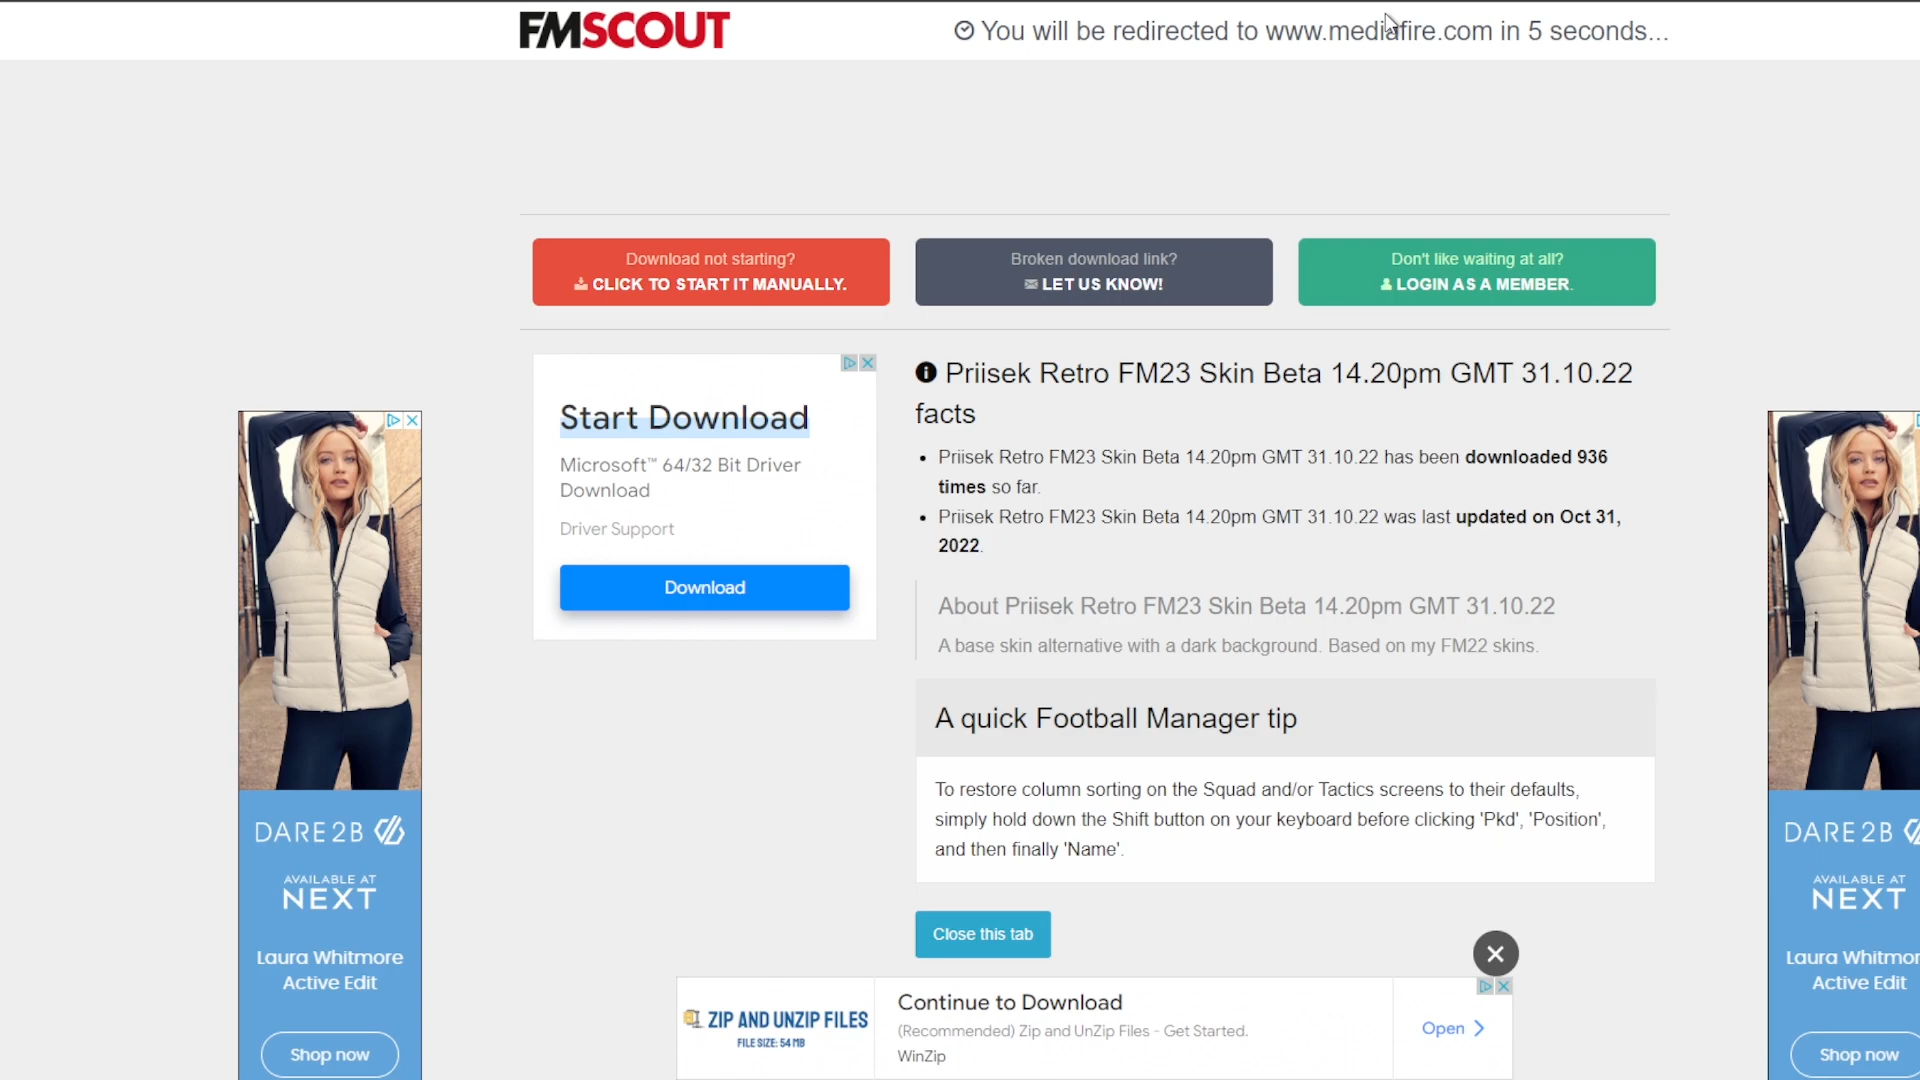 FMSCOUT
You will be redirected to www.mediafire.com in 5 seconds...
Download not starting?
CLICK TO START IT MANUALLY.
Broken download link?
LET US KNOW!
Don't like waiting at all?
LOGIN AS A MEMBER.
Start Download
Microsoft™ 64/32 Bit Driver
Download
Driver Support
Download
Priisek Retro FM23 Skin Beta 14.20pm GMT 31.10.22
facts
Priisek Retro FM23 Skin Beta 14.20pm GMT 31.10.22 has been downloaded 936
times so far.
Priisek Retro FM23 Skin Beta 14.20pm GMT 31.10.22 was last updated on Oct 31,
2022.
About Priisek Retro FM23 Skin Beta 14.20pm GMT 31.10.22
A base skin alternative with a dark background. Based on my FM22 skins.
A quick Football Manager tip
To restore column sorting on the Squad and/or Tactics screens to their defaults,
simply hold down the Shift button on your keyboard before clicking 'Pkd', 'Position',
and then finally 'Name'.
Close this tab
DARE2B
AVAILABLE AT
NEXT
Laura Whitmore
Active Edit
Shop now
ZIP AND UNZIP FILES
FILE SIZE: 54 MB
Continue to Download
(Recommended) Zip and UnZip Files - Get Started.
WinZip
Open
DARE2B
AVAILABLE AT
NEXT
Laura Whitmor
Active Edit
Shop now